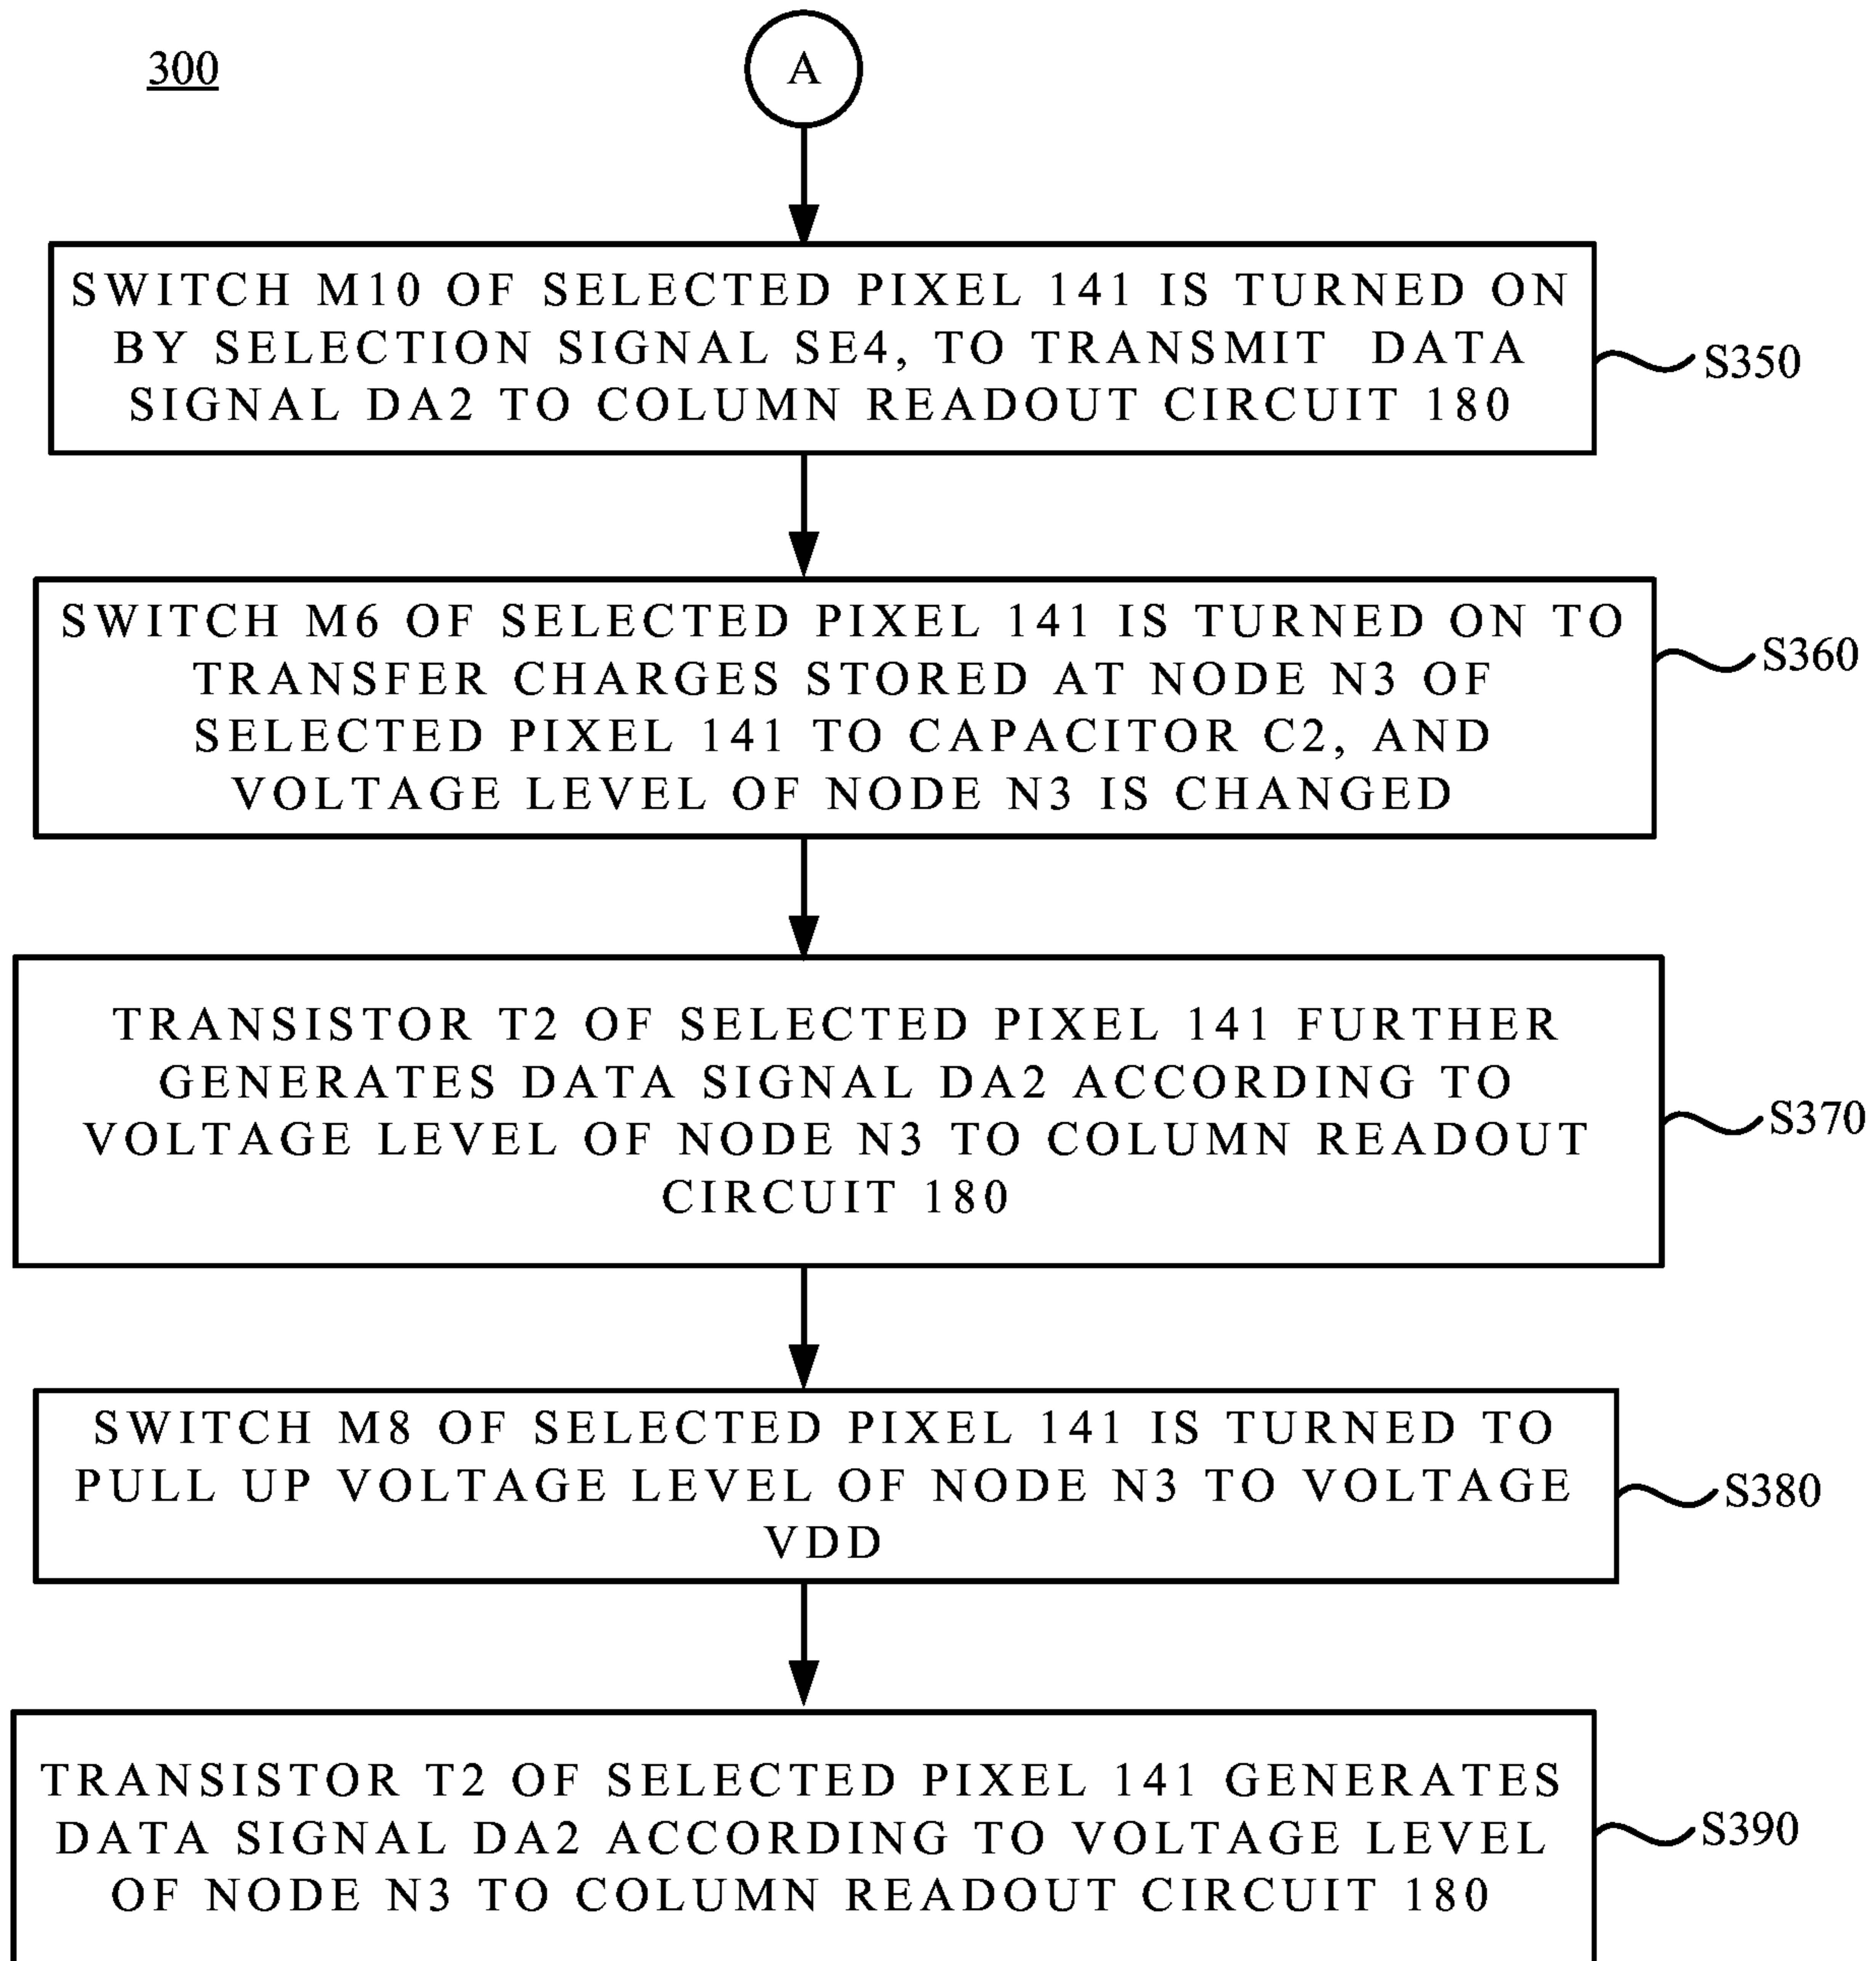 300
A
SWITCH M10 OF SELECTED PIXEL 141 IS TURNED ON
BY SELECTION SIGNAL SE4, TO TRANSMIT DATA
SIGNAL DA2 TO COLUMN READOUT CIRCUIT 180
S350
SWITCH M6 OF SELECTED PIXEL 141 IS TURNED ON TO
TRANSFER CHARGES STORED AT NODE N3 OF
SELECTED PIXEL 141 TO CAPACITOR C2, AND
VOLTAGE LEVEL OF NODE N3 IS CHANGED
S360
TRANSISTOR T2 OF SELECTED PIXEL 141 FURTHER
GENERATES DATA SIGNAL DA2 ACCORDING TO
VOLTAGE LEVEL OF NODE N3 TO COLUMN READOUT
CIRCUIT 180
S370
SWITCH M8 OF SELECTED PIXEL 141 IS TURNED TO
PULL UP VOLTAGE LEVEL OF NODE N3 TO VOLTAGE
VDD
S380
TRANSISTOR T2 OF SELECTED PIXEL 141 GENERATES
DATA SIGNAL DA2 ACCORDING TO VOLTAGE LEVEL
OF NODE N3 TO COLUMN READOUT CIRCUIT 180
S390